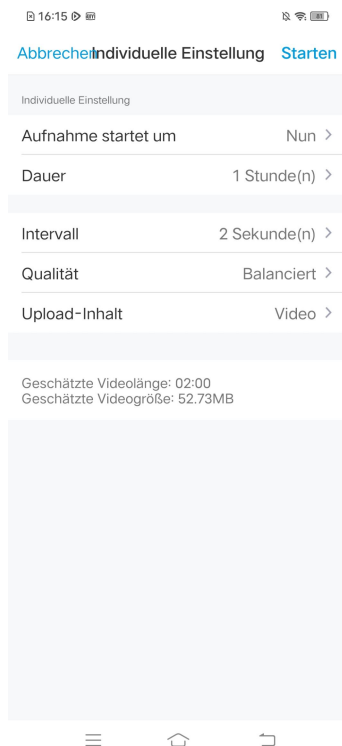 16:15
81
Abbrechen
Individuelle Einstellung
Starten
Individuelle Einstellung
Aufnahme startet um Nun
Dauer 1 Stunde(n)
Intervall 2 Sekunde(n)
Qualität Balanciert
Upload-Inhalt Video
Geschätzte Videolänge: 02:00
Geschätzte Videogröße: 52.73MB